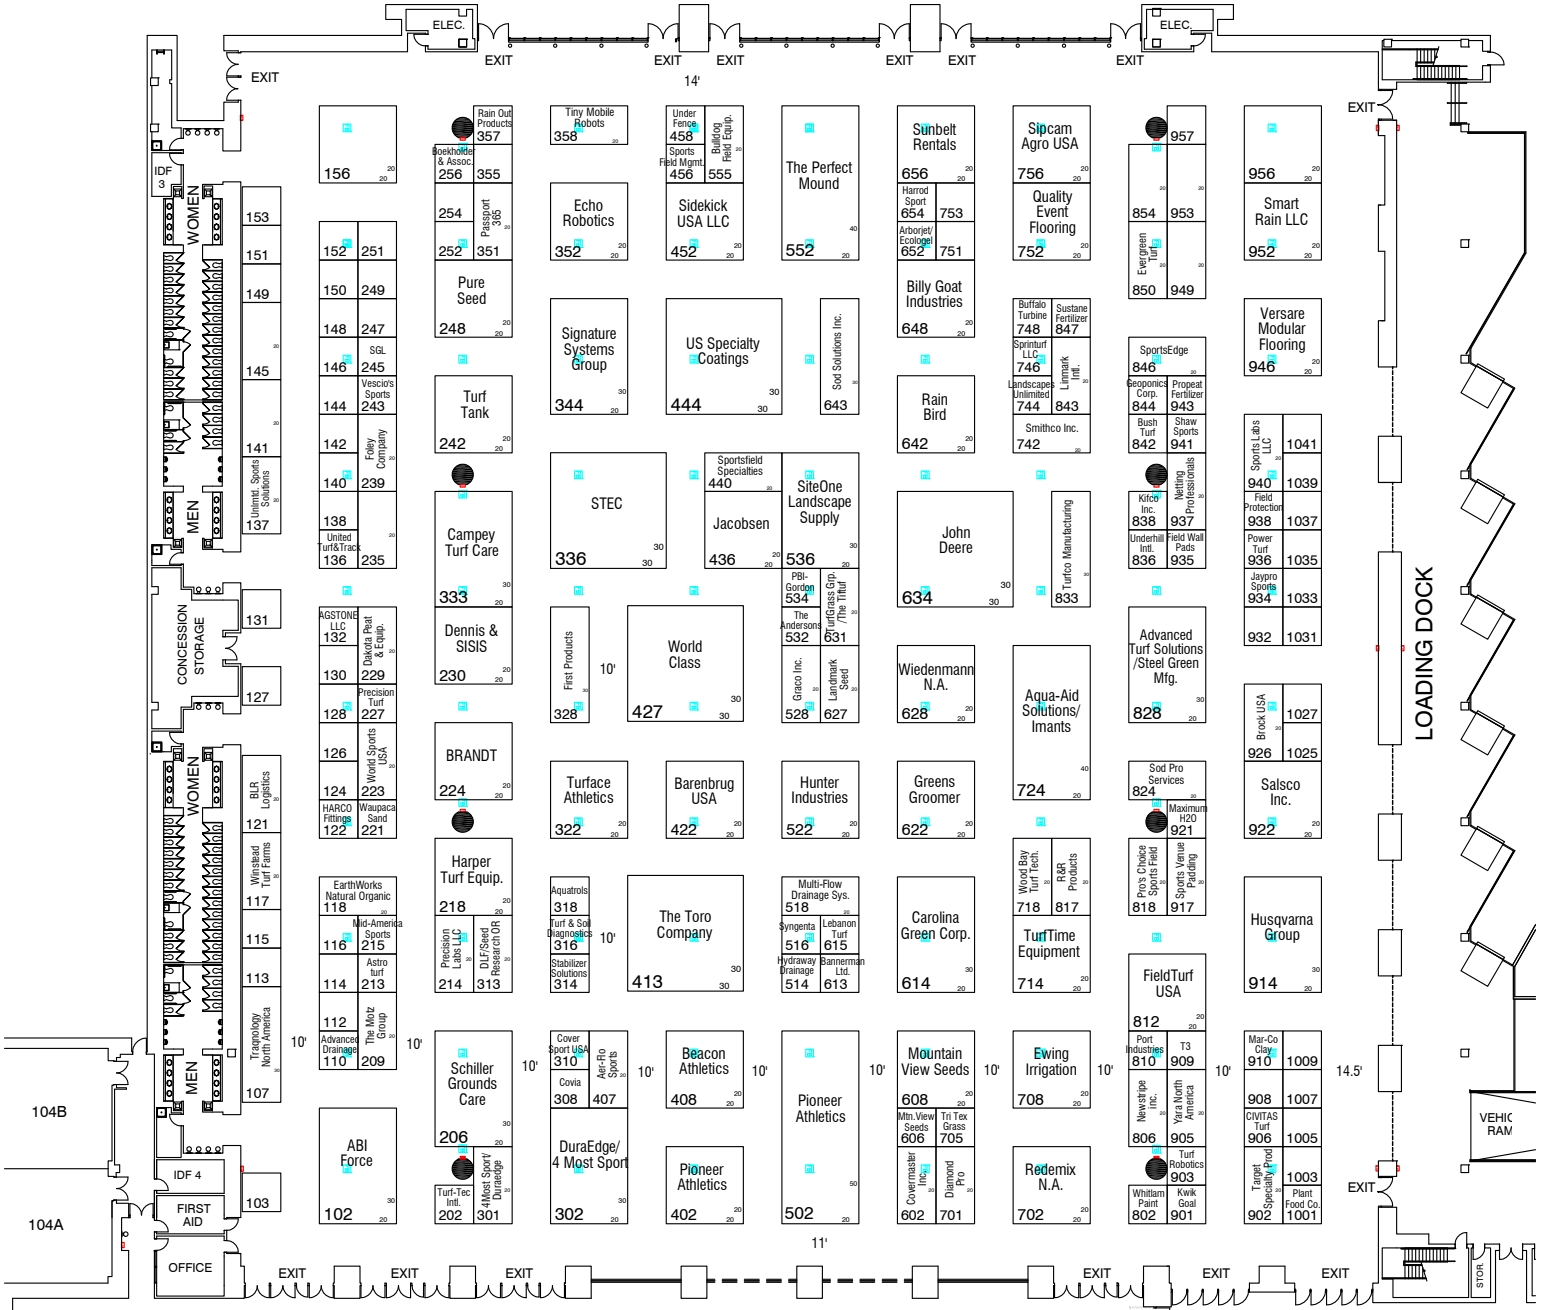 ELEC.
ELEC.
EXIT
EXIT
EXIT
EXIT
EXIT
EXIT
EXIT
14'
EXIT
IDF
3
WOMEN
MEN
CONCESSION
STORAGE
WOMEN
MEN
IDF 4
FIRST
AID
OFFICE
104B
104A
153
151
149
145
141
Unlmtd. Sports
Solutions
137
131
127
BLR
Logistics
121
Winstead
Turf Farms
117
115
113
Traqnology
North America
107
103
156
152
251
150
249
148
247
SGL
146
245
Vescio's
Sports
144
243
142
Foley
Company
140
239
138
United
Turf&Track
136
235
AGSTONE
LLC
132
Dakota Peat
& Equip.
130
229
Precision
Turf
128
227
126
World Sports
USA
124
223
HARCO
Fittings
122
Waupaca
Sand
221
EarthWorks
Natural Organic
118
Mid-America
Sports
116
215
Astro
turf
114
213
112
The Motz
Group
Advanced
Drainage
110
209
ABI
Force
102
10'
10'
Rain Out
Products
357
Boekholder
& Assoc.
256
355
254
Passport
365
252
351
Pure
Seed
248
Turf
Tank
242
Campey
Turf Care
333
Dennis &
SISIS
230
BRANDT
224
Harper
Turf Equip.
218
Precision
Labs LLC
214
DLF/Seed
Research OR
313
Schiller
Grounds
Care
206
Turf-Tec
Intl.
202
4Most Sport/
Duraedge
301
Tiny Mobile
Robots
358
Echo
Robotics
352
Signature
Systems
Group
344
STEC
336
First Products
328
10'
Turface
Athletics
322
Aquatrols
318
Turf & Soil
Diagnostics
316
Stabilizer
Solutions
314
10'
10'
Cover
Sport USA
310
Aer-Flo
Sports
Covia
308
407
DuraEdge/
4 Most Sport
302
Under
Fence
458
Bulldog
Field Equip.
Sports
Field Mgmt.
456
555
Sidekick
USA LLC
452
US Specialty
Coatings
444
Sportsfield
Specialties
440
Jacobsen
436
World
Class
427
Barenbrug
USA
422
The Toro
Company
413
10'
Beacon
Athletics
408
10'
Pioneer
Athletics
402
The Perfect
Mound
552
Sod Solutions Inc.
643
SiteOne
Landscape
Supply
536
PBI-
Gordon
534
TurfGrass Grp.
/The Tiftuf
The
Andersons
532
631
Graco Inc.
528
Landmark
Seed
627
Hunter
Industries
522
Multi-Flow
Drainage Sys.
518
Syngenta
516
Lebanon
Turf
615
Hydraway
Drainage
514
Bannerman
Ltd.
613
Pioneer
Athletics
502
11'
10'
Sunbelt
Rentals
656
Harrod
Sport
654
753
Arborjet/
Ecologel
652
751
Billy Goat
Industries
648
Rain
Bird
642
John
Deere
634
Wiedenmann
N.A.
628
Greens
Groomer
622
Carolina
Green Corp.
614
Mountain
View Seeds
608
10'
Mtn.View
Seeds
606
Tri Tex
Grass
705
Covermaster
Inc.
602
Diamond
Pro
701
Sipcam
Agro USA
756
Quality
Event
Flooring
752
Buffalo
Turbine
748
Sustane
Fertilizer
847
Sprinturf
LLC
746
Linmark
Intl.
Landscapes
Unlimited
744
843
Smithco Inc.
742
Turfco Manufacturing
833
Aqua-Aid
Solutions/
Imants
724
Wood Bay
Turf Tech.
718
R&R
Products
817
TurfTime
Equipment
714
Ewing
Irrigation
708
10'
Redemix
N.A.
702
957
854
953
Evergreen
Turf
850
949
SportsEdge
846
Geoponics
Corp.
844
Propeat
Fertilizer
943
Bush
Turf
842
Shaw
Sports
941
Kifco
Inc.
838
Netting
Professionals
937
Underhill
Intl.
836
Field Wall
Pads
935
Advanced
Turf Solutions
/Steel Green
Mfg.
828
Sod Pro
Services
824
Maximum
H2O
921
Pro's Choice
Sports Field
818
Sports Venue
Padding
917
FieldTurf
USA
812
Port
Industries
810
T3
909
10'
Newstripe
inc.
806
Yara North
America
905
Turf
Robotics
903
Whitlam
Paint
802
Kwik
Goal
901
956
Smart
Rain LLC
952
Versare
Modular
Flooring
946
Sports Labs
LLC
1041
940
1039
Field
Protection
938
1037
Power
Turf
936
1035
Jaypro
Sports
934
1033
932
1031
Brock USA
1027
926
1025
Salsco
Inc.
922
Husqvarna
Group
914
Mar-Co
Clay
910
1009
14.5'
908
1007
CIVITAS
Turf
906
1005
Target
Specialty Prod
1003
902
Plant
Food Co.
1001
LOADING DOCK
VEHIC
RAM
EXIT
STOR.
EXIT
EXIT
EXIT
EXIT
EXIT
EXIT